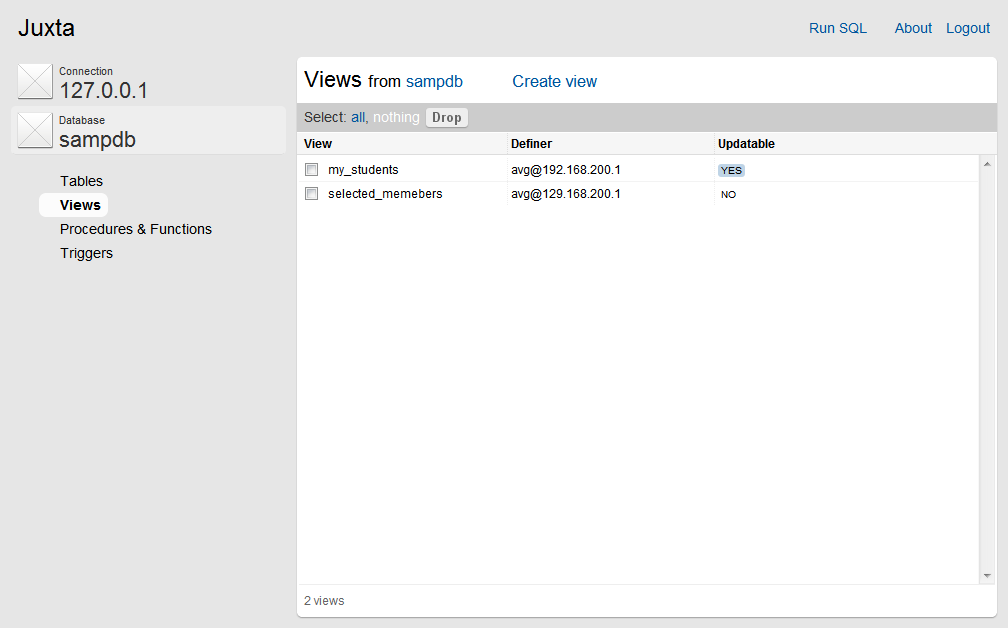 Juxta
Run SQL About Logout
Connection
127.0.0.1
Database
sampdb
Tables
Views
Procedures & Functions
Triggers
Views from sampdb Create view
Select: all, nothing Drop
View Definer Updatable
my_students avg@192.168.200.1 YES
selected_memebers avg@129.168.200.1 NO
2 views